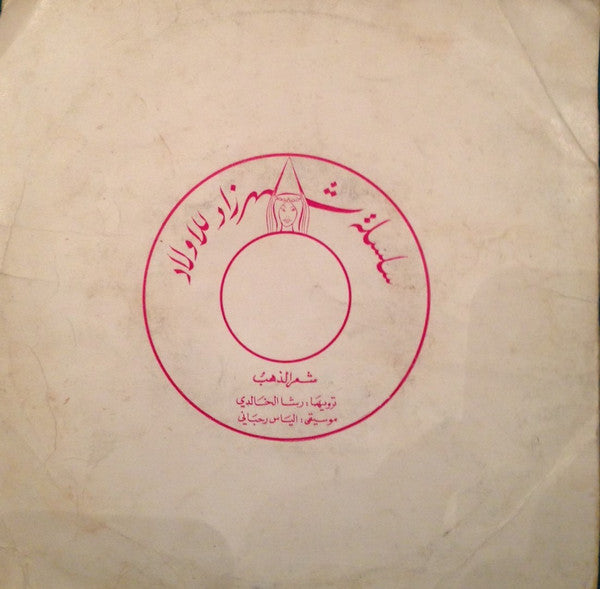 سلسلة شهرزاد للاولاد
شعر الذهب
ترويها: رشا الخالدي
موسيقى: الياس رحباني